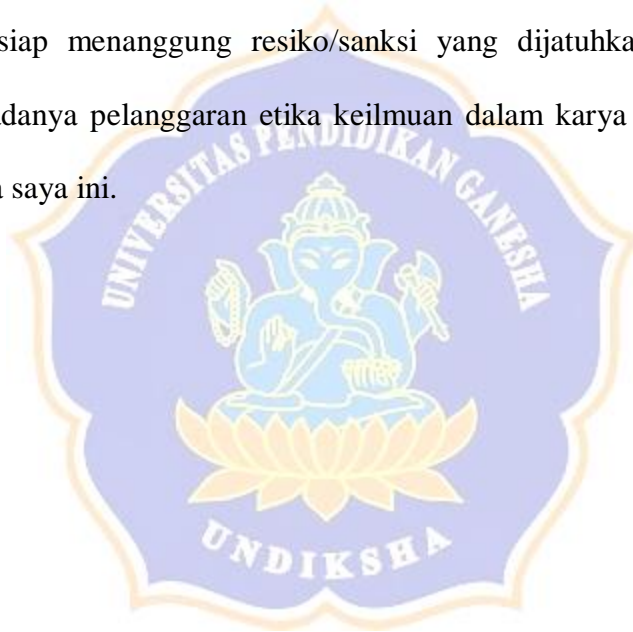 siap menanggung resiko/sanksi yang dijatuhka
danya pelanggaran etika keilmuan dalam karya
saya ini.
UNIVERSITAS PENDIDIKAN GANESHA
UNDIKSHA